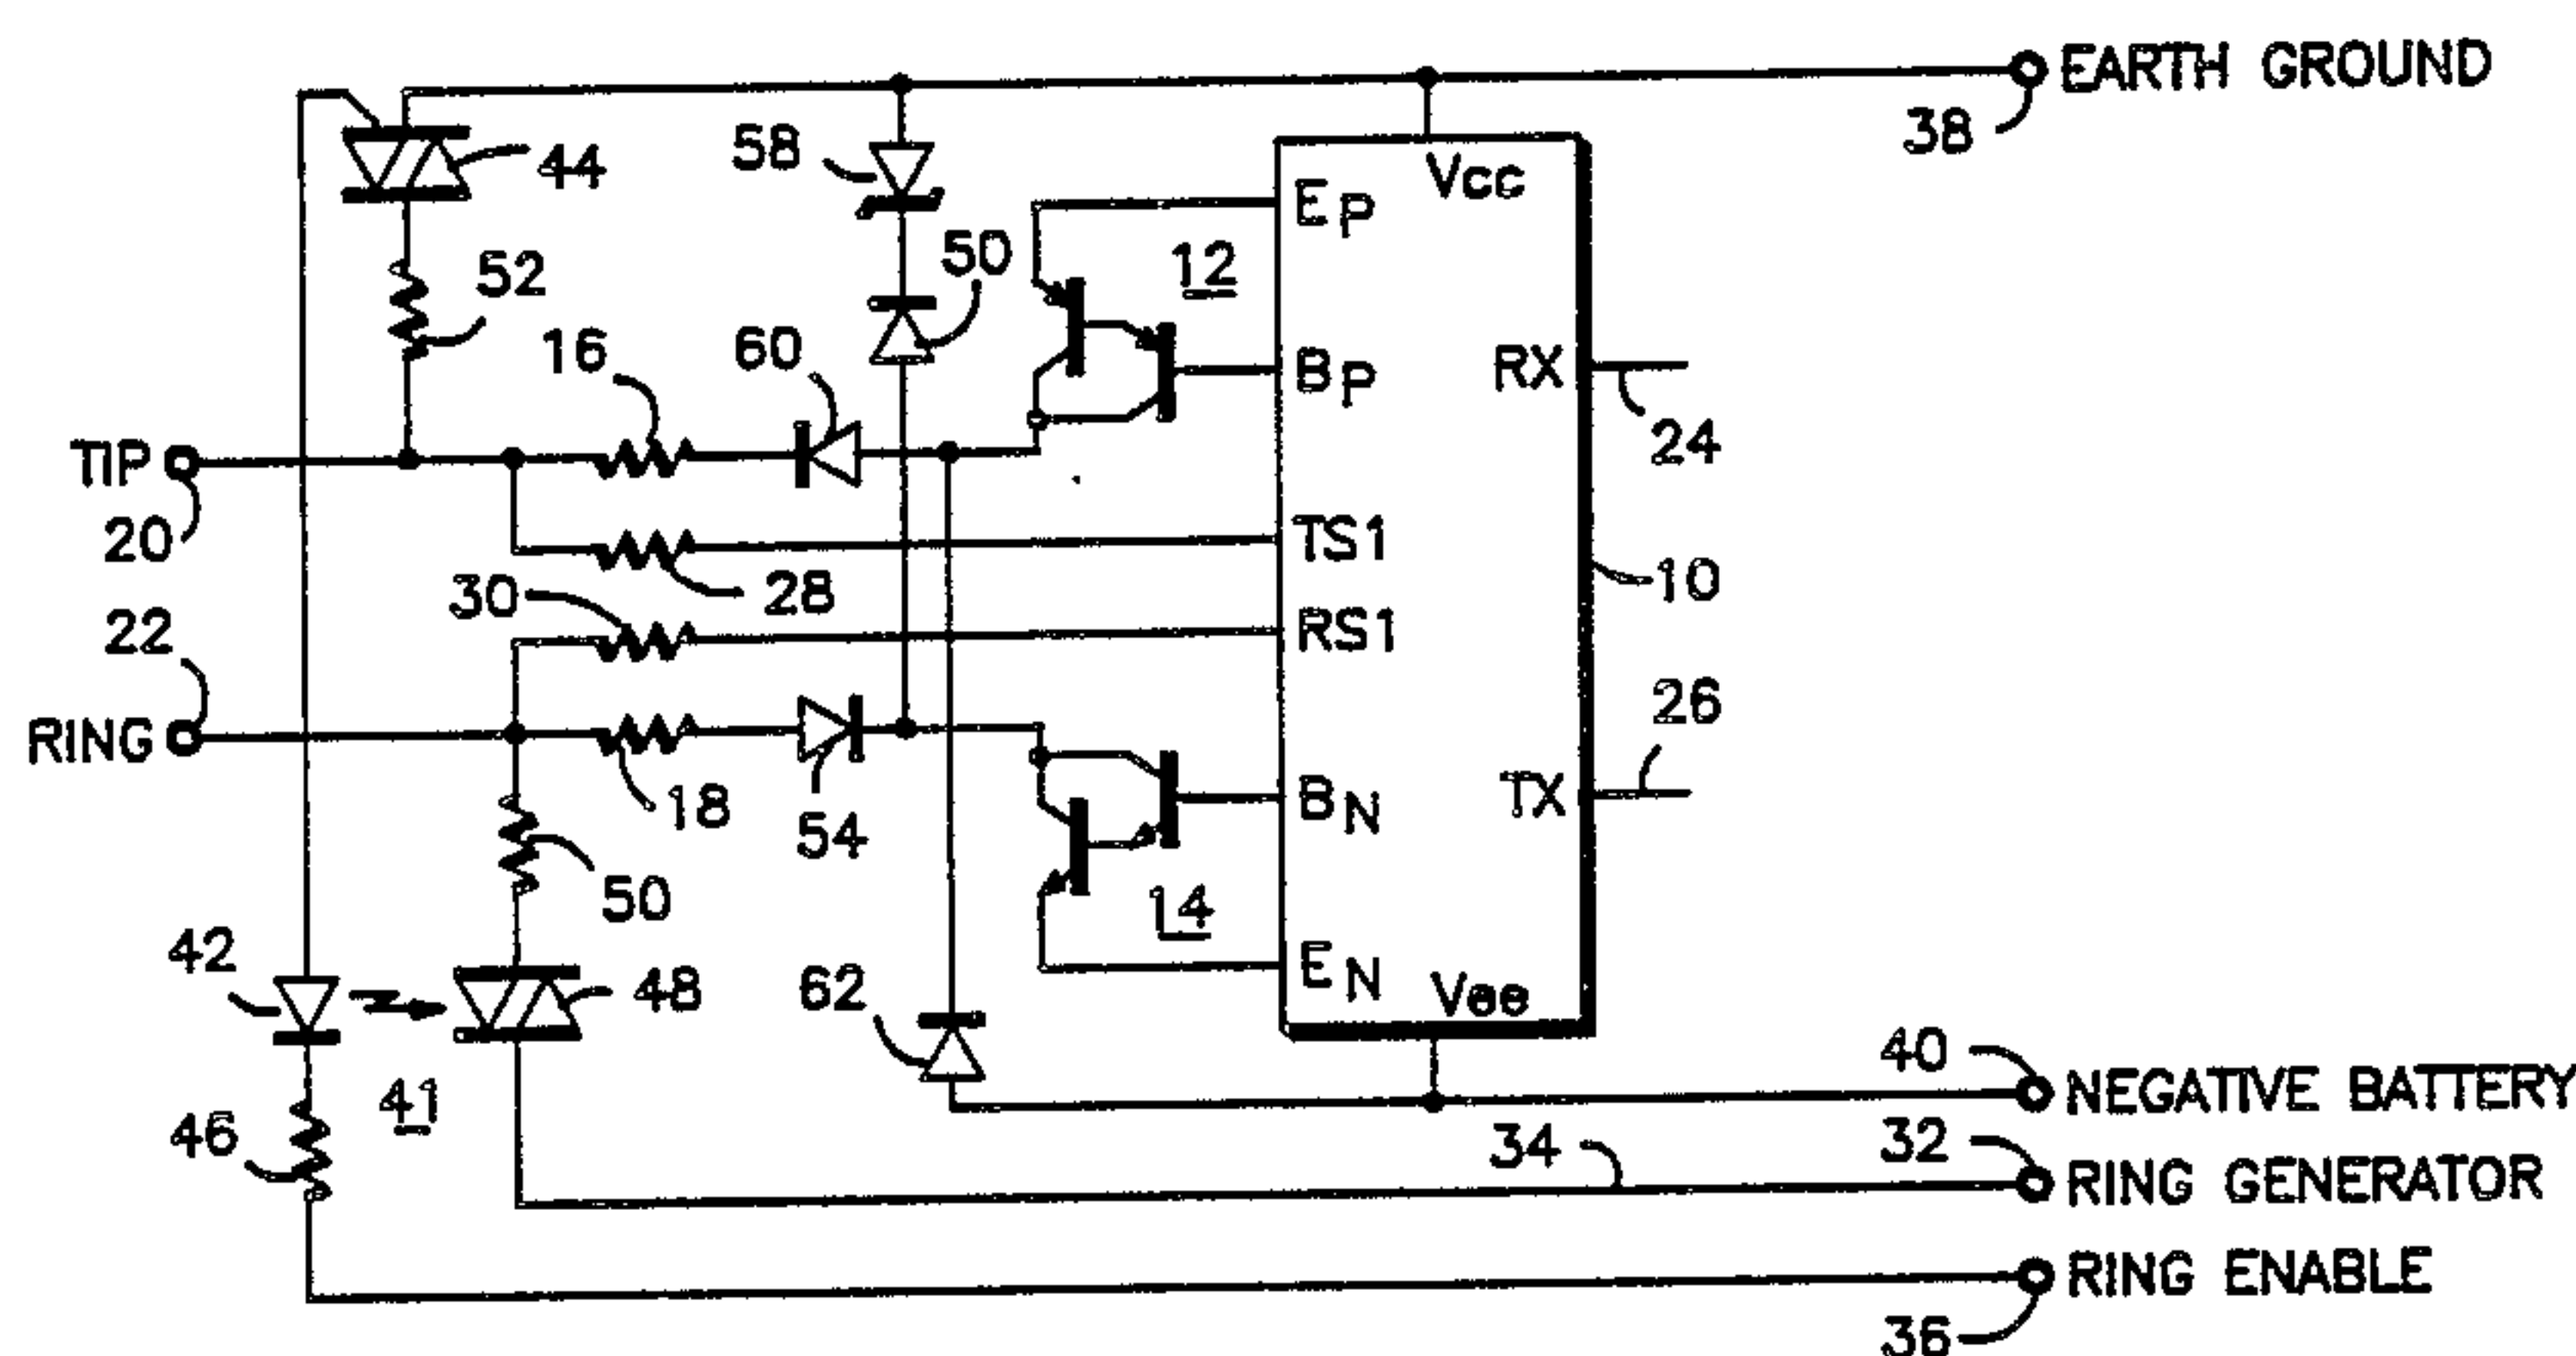 EARTH GROUND
38
44
58
Vcc
EP
12
50
52
16
60
BP
RX
24
TIP
20
TS1
28
10
30
RS1
22
26
RING
18
54
BN
TX
50
14
42
48
62
EN
Vee
40
NEGATIVE BATTERY
41
46
34
32
RING GENERATOR
RING ENABLE
36